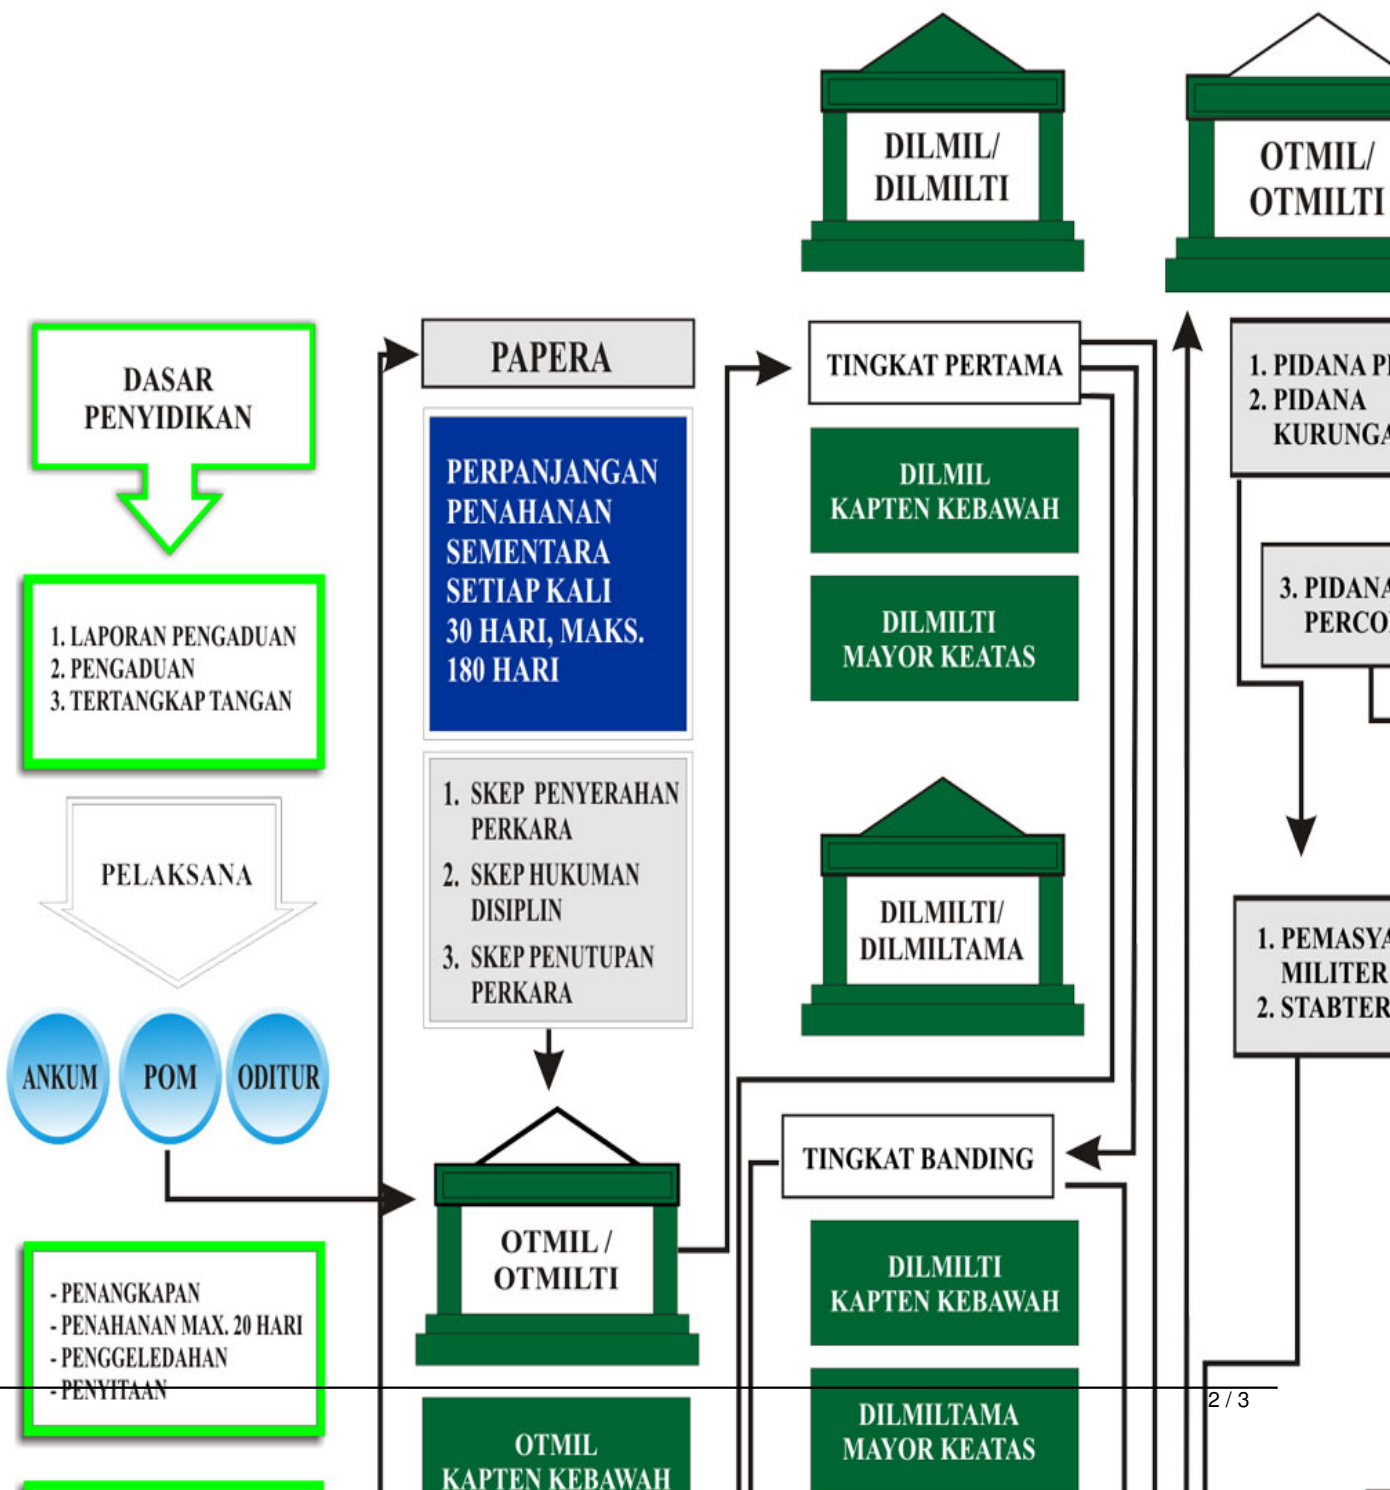 DASAR
PENYIDIKAN
1. LAPORAN PENGADUAN
2. PENGADUAN
3. TERTANGKAP TANGAN
PELAKSANA
ANKUM
POM
ODITUR
- PENANGKAPAN
- PENAHANAN MAX. 20 HARI
- PENGGELEDAHAN
- PENYITAAN
PAPERA
PERPANJANGAN
PENAHANAN
SEMENTARA
SETIAP KALI
30 HARI, MAKS.
180 HARI
1. SKEP PENYERAHAN
PERKARA
2. SKEP HUKUMAN
DISIPLIN
3. SKEP PENUTUPAN
PERKARA
OTMIL /
OTMILTI
OTMIL
KAPTEN KEBAWAH
DILMIL/
DILMILTI
TINGKAT PERTAMA
DILMIL
KAPTEN KEBAWAH
DILMILTI
MAYOR KEATAS
DILMILTI/
DILMILTAMA
TINGKAT BANDING
DILMILTI
KAPTEN KEBAWAH
DILMILTAMA
MAYOR KEATAS
OTMIL/
OTMILTI
1. PIDANA
2. PIDANA
3. PIDANA
1.
MILITER
2. STABTER
2 / 3